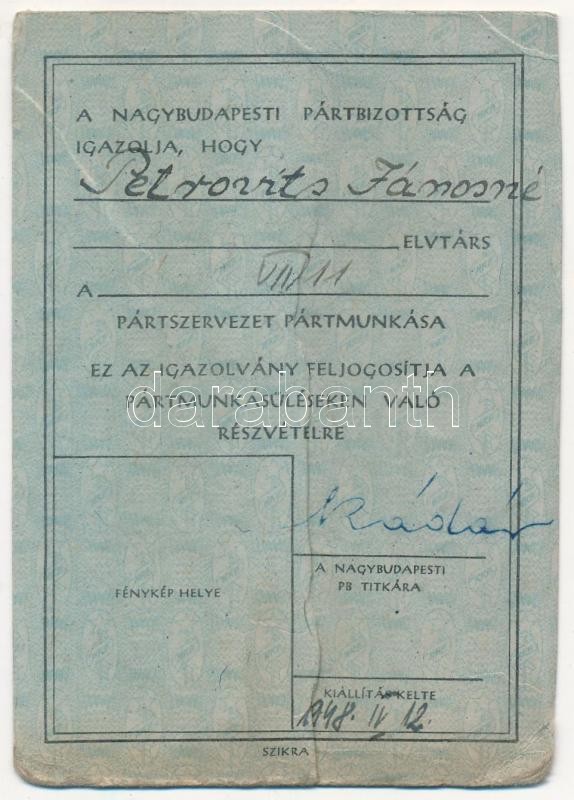 A NAGYBUDAPESTI PÁRTBIZOTTSÁG
IGAZOLJA, HOGY
Petrovits Jánosné
ELVTÁRS
A VII/11
PÁRTSZERVEZET PÁRTMUNKÁSA
EZ AZ IGAZOLVÁNY FELJOGOSÍTJA A
PÁRTMUNKÁSÜLÉSEKEN VALÓ
RÉSZVÉTELRE
darabanth
Kádár
A NAGYBUDAPESTI
PB TITKÁRA
FÉNYKÉP HELYE
KIÁLLÍTÁS KELTE
1948. IV 12.
SZIKRA